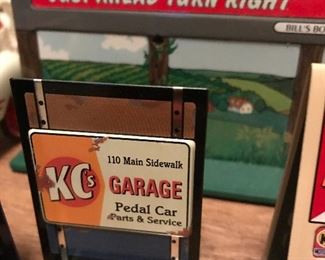 JUST AHEAD TURN RIGHT
BILL'S BO
110 Main Sidewalk
KC's
GARAGE
Pedal Car
Parts & Service